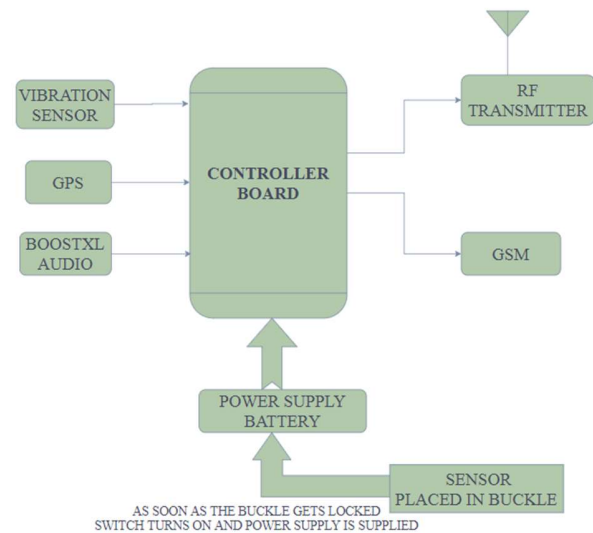 VIBRATION
SENSOR
GPS
BOOSTXL
AUDIO
CONTROLLER
BOARD
RF
TRANSMITTER
GSM
POWER SUPPLY
BATTERY
SENSOR
PLACED IN BUCKLE
AS SOON AS THE BUCKLE GETS LOCKED
SWITCH TURNS ON AND POWER SUPPLY IS SUPPLIED